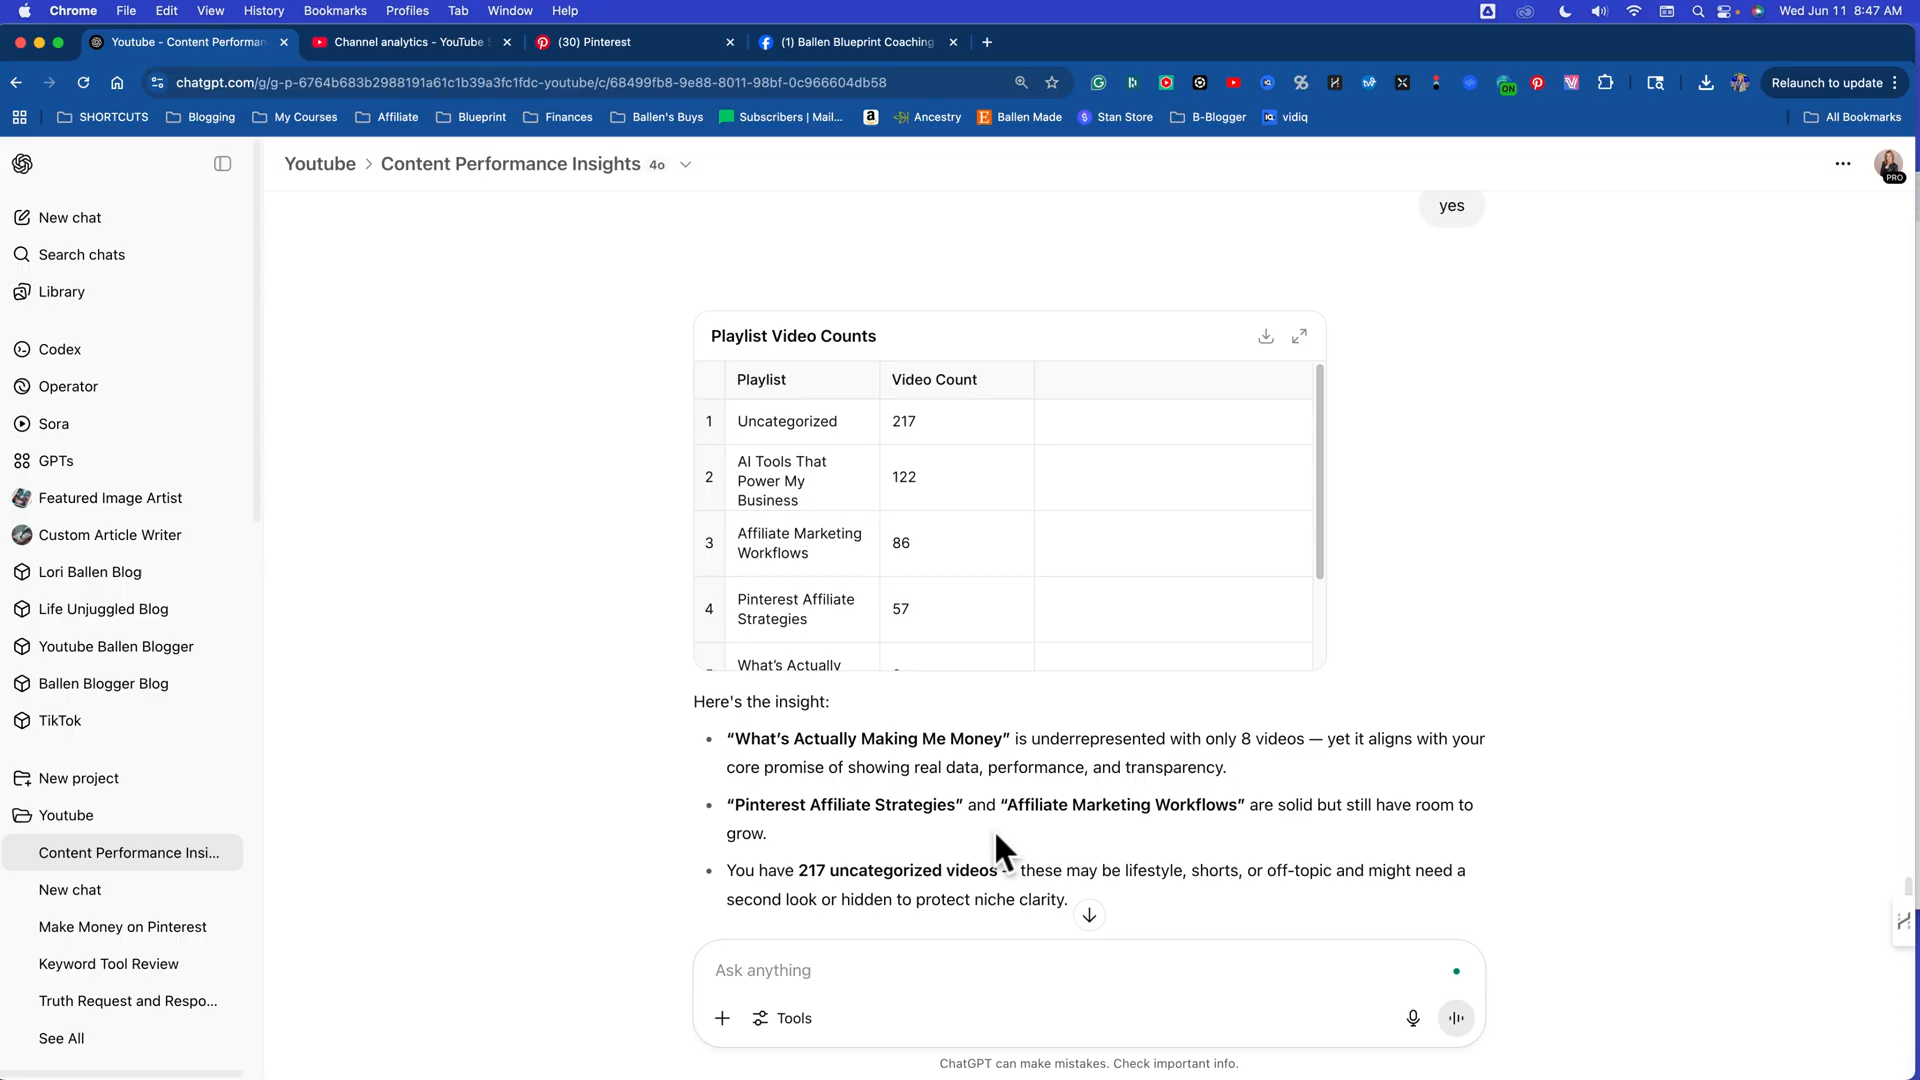 Chrome File Edit View History Bookmarks Profiles Tab Window Help
Wed Jun 11 8:47 AM
Youtube - Content Performan
Channel analytics - YouTube S
(30) Pinterest
(1) Ballen Blueprint Coaching
chatgpt.com/g/g-p-6764b683b2988191a61c1b39a3fc1fdc-youtube/c/68499fb8-9e88-8011-98bf-0c966604db58
ON
Relaunch to update
SHORTCUTS Blogging My Courses Affiliate Blueprint Finances Ballen's Buys Subscribers | Mail... Ancestry Ballen Made Stan Store B-Blogger vidiq All Bookmarks
Youtube > Content Performance Insights 4o
PRO
New chat
Search chats
Library
Codex
Operator
Sora
GPTs
Featured Image Artist
Custom Article Writer
Lori Ballen Blog
Life Unjuggled Blog
Youtube Ballen Blogger
Ballen Blogger Blog
TikTok
New project
Youtube
Content Performance Insi...
New chat
Make Money on Pinterest
Keyword Tool Review
Truth Request and Respo...
See All
yes
Playlist Video Counts
Playlist Video Count
1 Uncategorized 217
2 AI Tools That Power My Business 122
3 Affiliate Marketing Workflows 86
4 Pinterest Affiliate Strategies 57
What's Actually
Here's the insight:
• “What’s Actually Making Me Money” is underrepresented with only 8 videos — yet it aligns with your
core promise of showing real data, performance, and transparency.
• “Pinterest Affiliate Strategies” and “Affiliate Marketing Workflows” are solid but still have room to
grow.
• You have 217 uncategorized videos — these may be lifestyle, shorts, or off-topic and might need a
second look or hidden to protect niche clarity.
Ask anything
Tools
ChatGPT can make mistakes. Check important info.